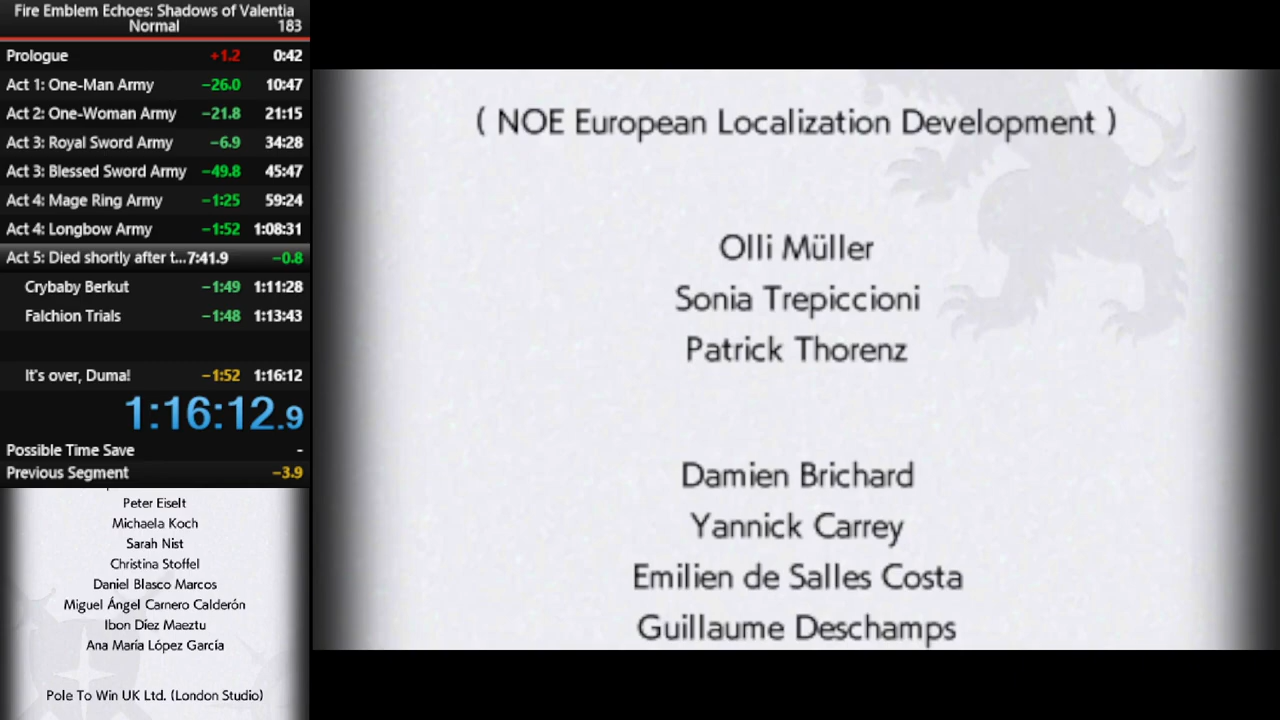 Fire Emblem Echoes: Shadows of Valentia
Normal 183
Prologue +1.2 0:42
Act 1: One-Man Army −26.0 10:47
Act 2: One-Woman Army −21.8 21:15
Act 3: Royal Sword Army −6.9 34:28
Act 3: Blessed Sword Army −49.8 45:47
Act 4: Mage Ring Army −1:25 59:24
Act 4: Longbow Army −1:52 1:08:31
Act 5: Died shortly after t...7:41.9 −0.8
Crybaby Berkut −1:49 1:11:28
Falchion Trials −1:48 1:13:43
It's over, Duma! −1:52 1:16:12
1:16:12.9
Possible Time Save -
Previous Segment −3.9
Peter Eiselt
Michaela Koch
Sarah Nist
Christina Stoffel
Daniel Blasco Marcos
Miguel Ángel Carnero Calderón
Ibon Díez Maeztu
Ana María López García
Pole To Win UK Ltd. (London Studio)
( NOE European Localization Development )
Olli Müller
Sonia Trepiccioni
Patrick Thorenz
Damien Brichard
Yannick Carrey
Emilien de Salles Costa
Guillaume Deschamps